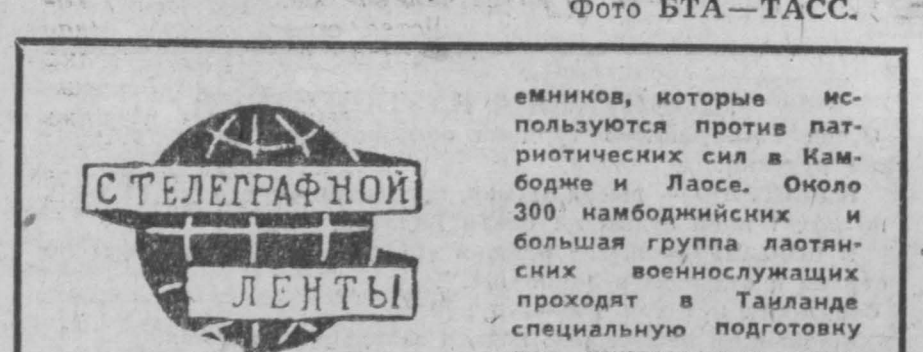 Фото БТА—ТАСС.
С ТЕЛЕГРАФНОЙ
ЛЕНТЫ
емников, которые ис-
пользуются против пат-
риотических сил в Кам-
бодже и Лаосе. Около
300 камбоджийских и
большая группа лаотян-
ских военнослужащих
проходят в Таиланде
специальную подготовку